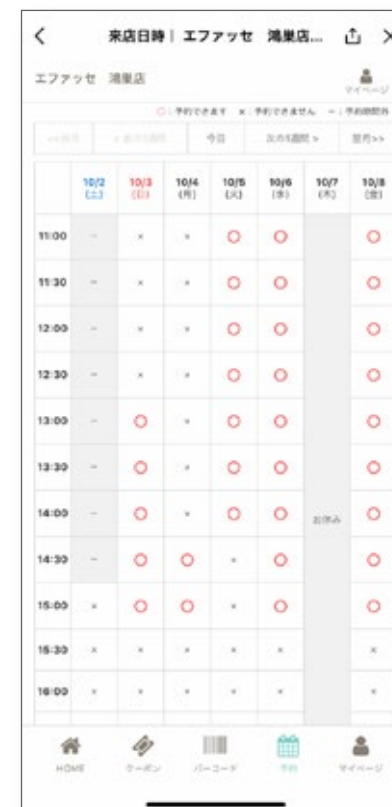 来店日時｜ エファッセ 鴻巣店...
エファッセ 鴻巣店
マイページ
○：予約できます ×：予約できません −：予約時間外
今日 次の1週間 > 翌月>>
10/2 10/3 10/4 10/5 10/6 10/7 10/8
(土) (日) (月) (火) (水) (木) (金)
11:00 − × × ○ ○ ○
11:30 − × × ○ ○ ○
12:00 − × × ○ ○ ○
12:30 − × × ○ ○ ○
13:00 − ○ × ○ ○ ○
13:30 − ○ × ○ ○ ○
14:00 − ○ × ○ ○ お休み ○
14:30 − ○ ○ × ○ ○
15:00 × ○ ○ × ○ ○
15:30 × × × × × ×
16:00 × × × × × ×
HOME クーポン バーコード 予約 マイページ